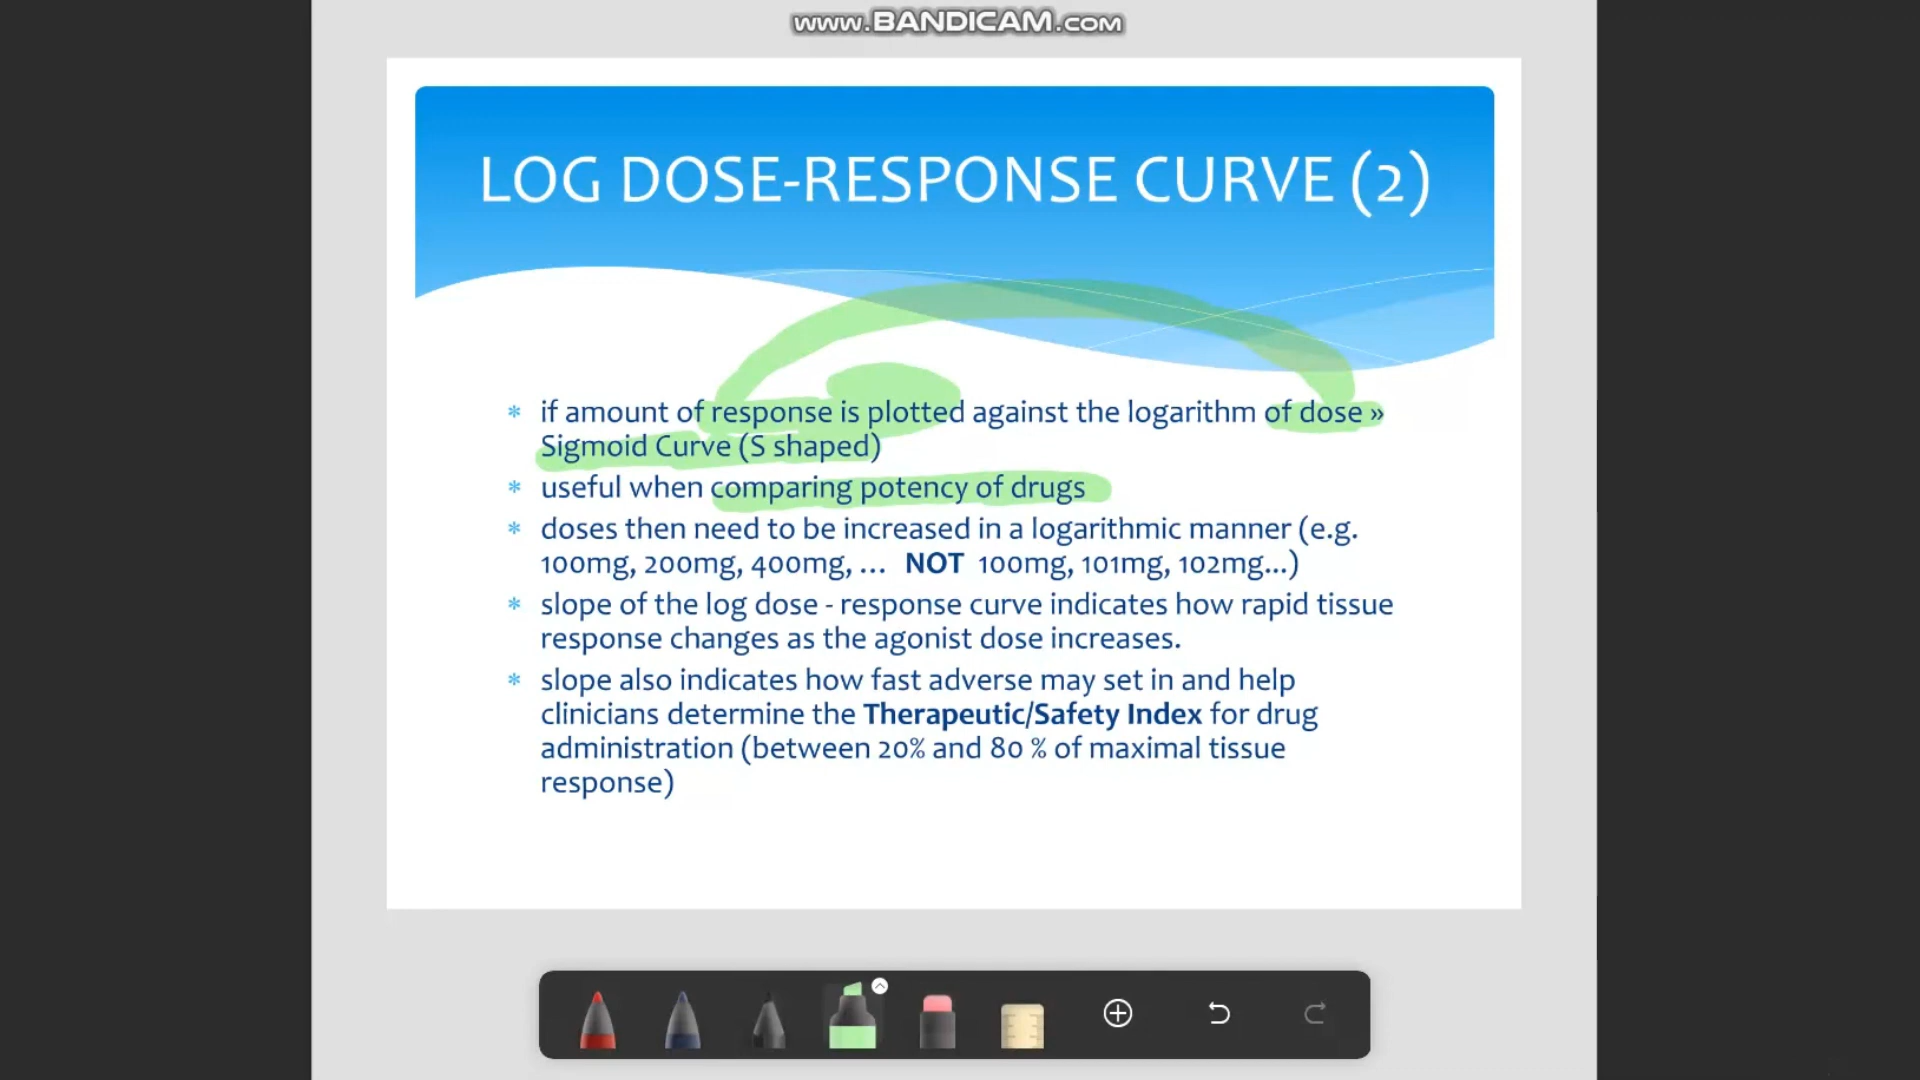 www.BANDICAM.com
LOG DOSE-RESPONSE CURVE (2)
* if amount of response is plotted against the logarithm of dose »
Sigmoid Curve (S shaped)
* useful when comparing potency of drugs
* doses then need to be increased in a logarithmic manner (e.g.
100mg, 200mg, 400mg, ... NOT 100mg, 101mg, 102mg...)
* slope of the log dose - response curve indicates how rapid tissue
response changes as the agonist dose increases.
* slope also indicates how fast adverse may set in and help
clinicians determine the Therapeutic/Safety Index for drug
administration (between 20% and 80 % of maximal tissue
response)